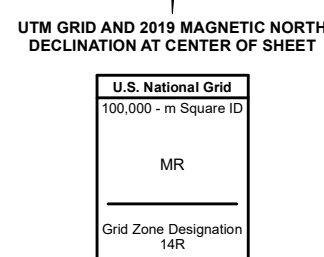 UTM GRID AND 2019 MAGNETIC NORTH
DECLINATION AT CENTER OF SHEET
U.S. National Grid
100,000 - m Square ID
MR
Grid Zone Designation
14R